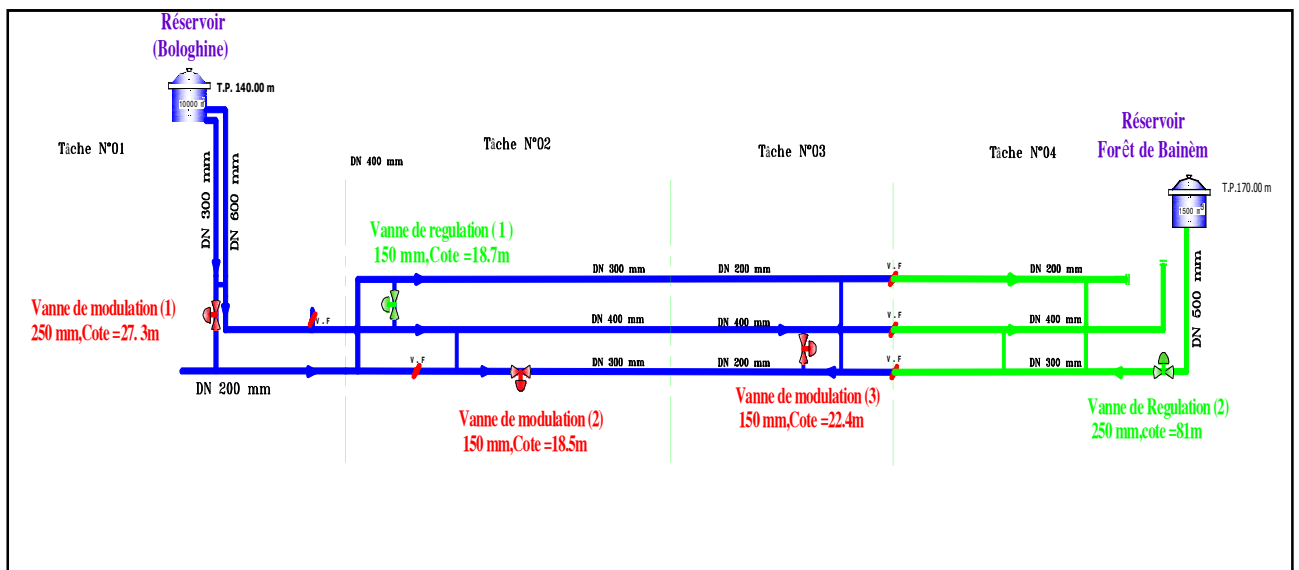 Réservoir
(Bologhine)
T.P. 140.00 m
10000 m³
Tâche N°01
DN 300 mm
DN 600 mm
Vanne de modulation (1)
250 mm,Cote =27.3m
DN 200 mm
V.F
DN 400 mm
Tâche N°02
Vanne de regulation ( 1 )
150 mm,Cote =18.7m
DN 300 mm
DN 400 mm
DN 300 mm
V.F
Vanne de modulation (2)
150 mm,Cote =18.5m
Tâche N°03
DN 200 mm
DN 400 mm
DN 200 mm
Vanne de modulation (3)
150 mm,Cote =22.4m
V.F
V.F
V.F
Tâche N°04
Réservoir
Forêt de Bainèm
T.P.170.00 m
1500 m³
DN 200 mm
DN 400 mm
DN 300 mm
DN 500 mm
Vanne de Regulation (2)
250 mm,cote =81m